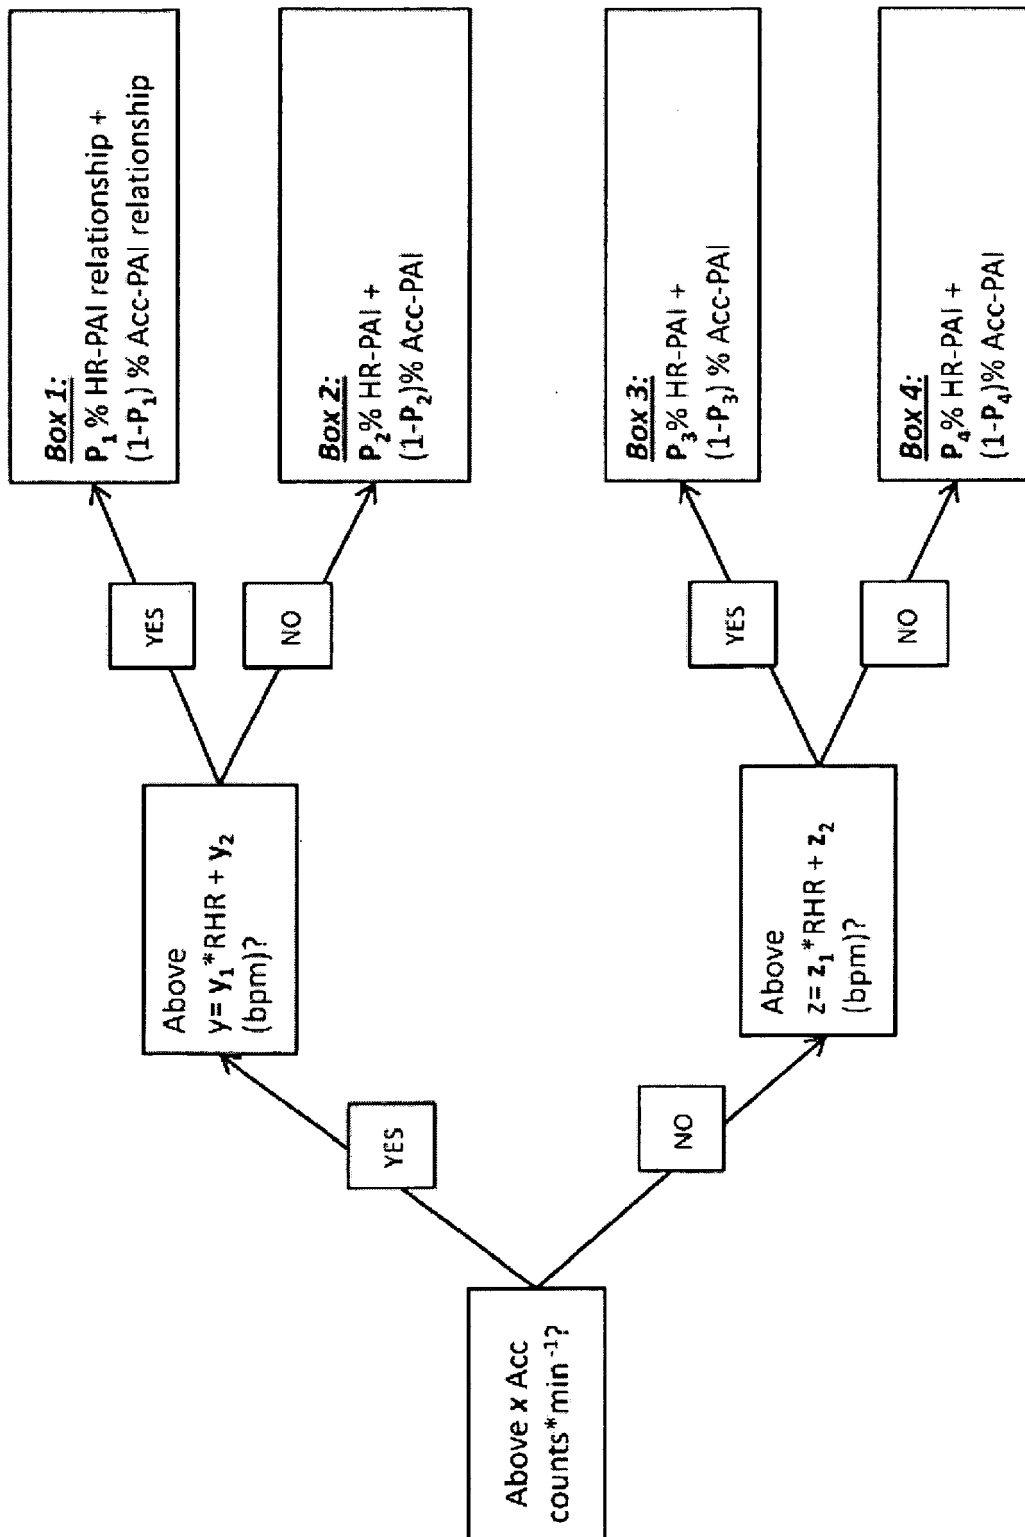 Above x Acc
counts*min⁻¹?
YES
NO
Above
y= y₁*RHR + y₂
(bpm)?
Above
z= z₁*RHR + z₂
(bpm)?
YES
NO
YES
NO
Box 1:
P₁% HR-PAI relationship +
(1-P₁) % Acc-PAI relationship
Box 2:
P₂% HR-PAI +
(1-P₂)% Acc-PAI
Box 3:
P₃% HR-PAI +
(1-P₃) % Acc-PAI
Box 4:
P₄% HR-PAI +
(1-P₄)% Acc-PAI